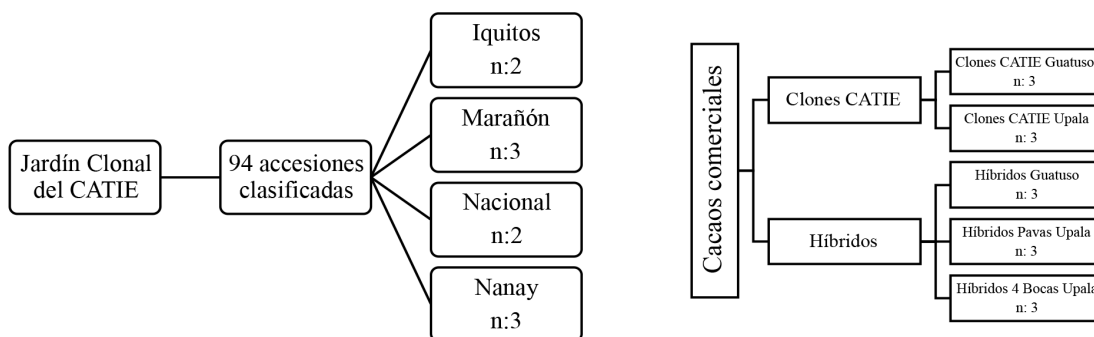 Jardín Clonal
del CATIE
94 accesiones
clasificadas
Iquitos
n:2
Marañón
n:3
Nacional
n:2
Nanay
n:3
Cacaos comerciales
Clones CATIE
Clones CATIE Guatuso
n: 3
Clones CATIE Upala
n: 3
Híbridos
Híbridos Guatuso
n: 3
Híbridos Pavas Upala
n: 3
Híbridos 4 Bocas Upala
n: 3